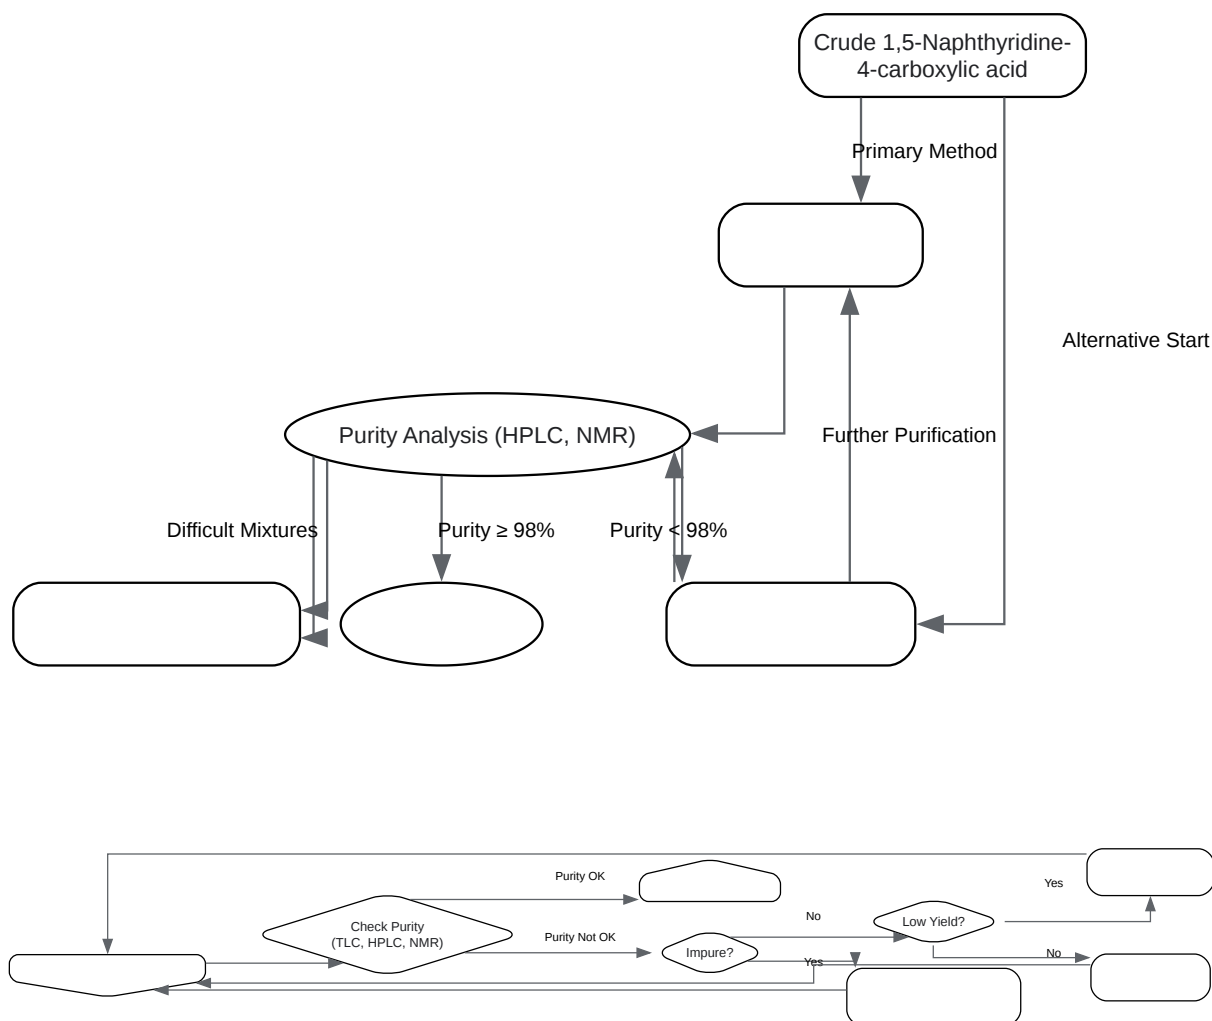 Crude 1,5-Naphthyridine-
4-carboxylic acid
Primary Method
Alternative Start
Purity Analysis (HPLC, NMR)
Further Purification
Difficult Mixtures
Purity ≥ 98%
Purity < 98%
Purity OK
Yes
No
Check Purity
(TLC, HPLC, NMR)
Low Yield?
Purity Not OK
Impure?
Yes
No